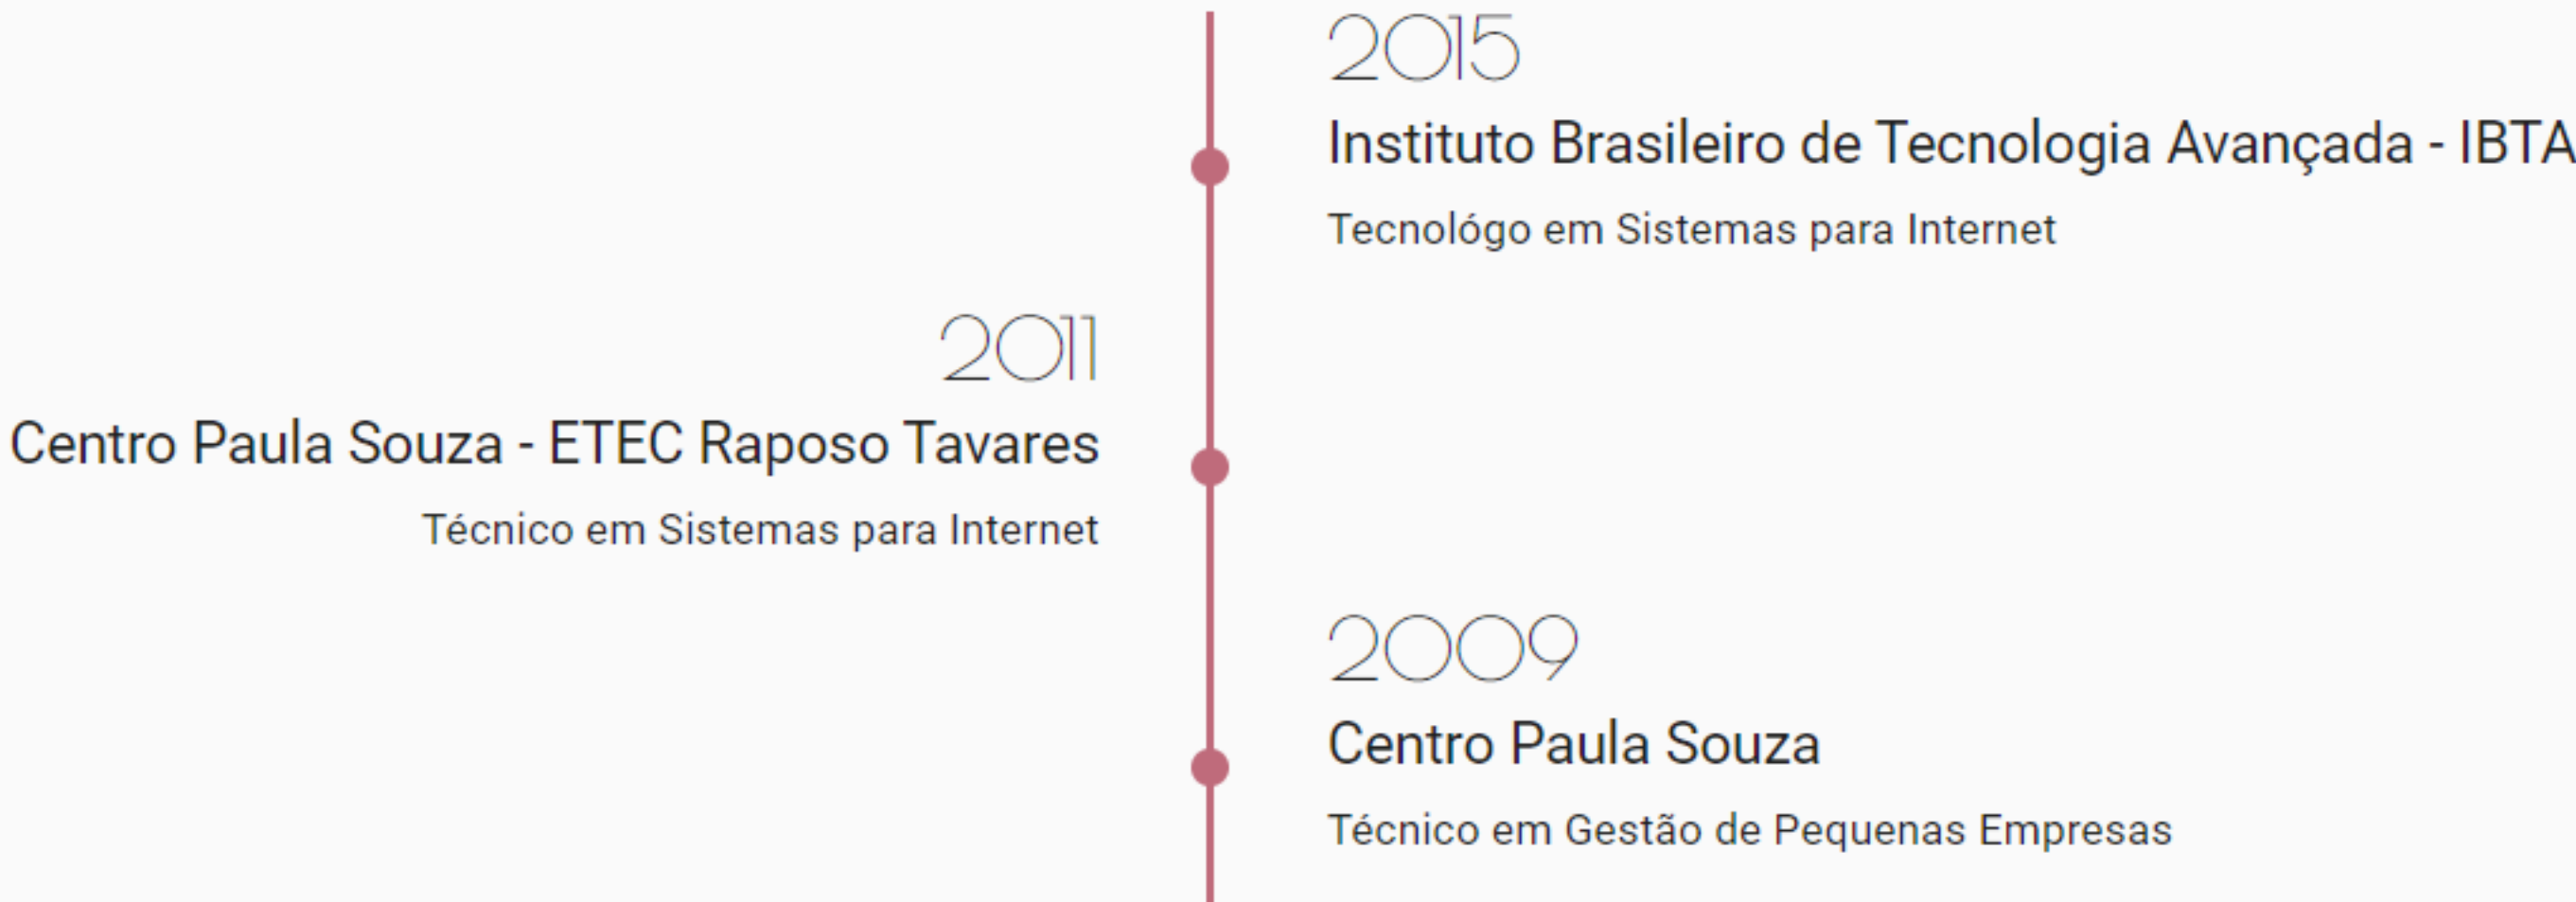 2015
Instituto Brasileiro de Tecnologia Avançada - IBTA
Tecnológo em Sistemas para Internet
2011
Centro Paula Souza - ETEC Raposo Tavares
Técnico em Sistemas para Internet
2009
Centro Paula Souza
Técnico em Gestão de Pequenas Empresas